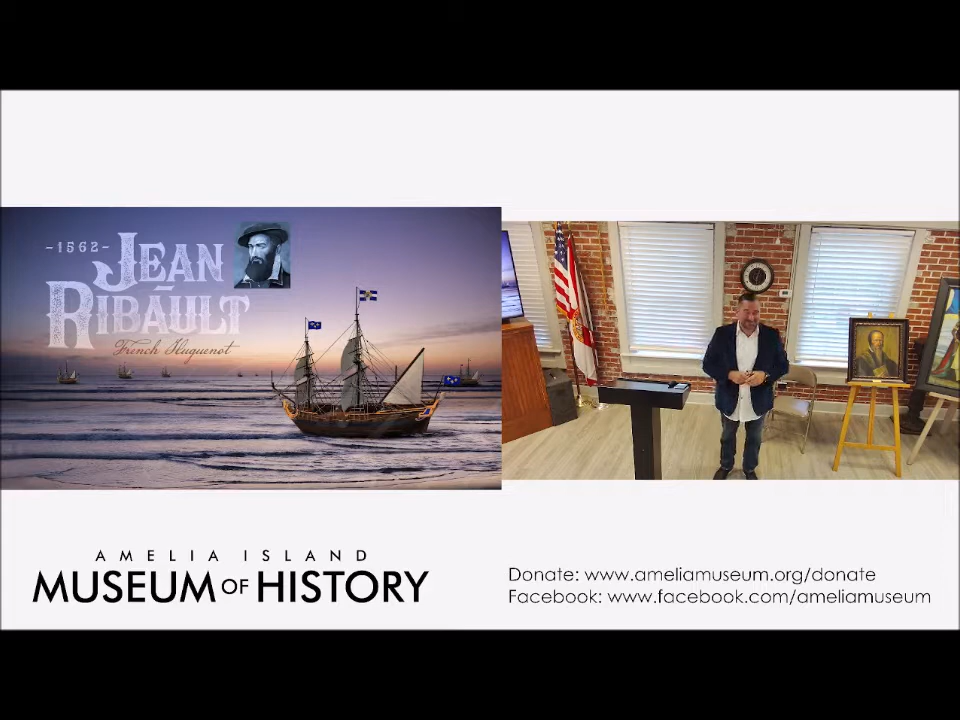 -1562- JEAN
RIBAULT
French Huguenot
AMELIA ISLAND
MUSEUM OF HISTORY
Donate: www.ameliamuseum.org/donate
Facebook: www.facebook.com/ameliamuseum